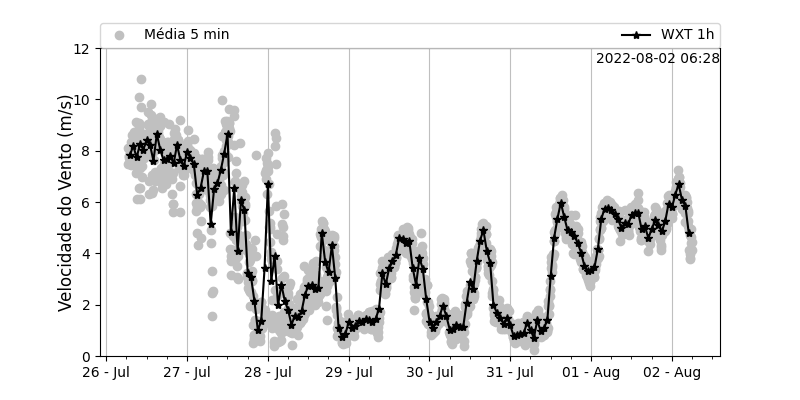 Média 5 min
WXT 1h
2022-08-02 06:28
Velocidade do Vento (m/s)
12
10
8
6
4
2
0
26 - Jul 27 - Jul 28 - Jul 29 - Jul 30 - Jul 31 - Jul 01 - Aug 02 - Aug